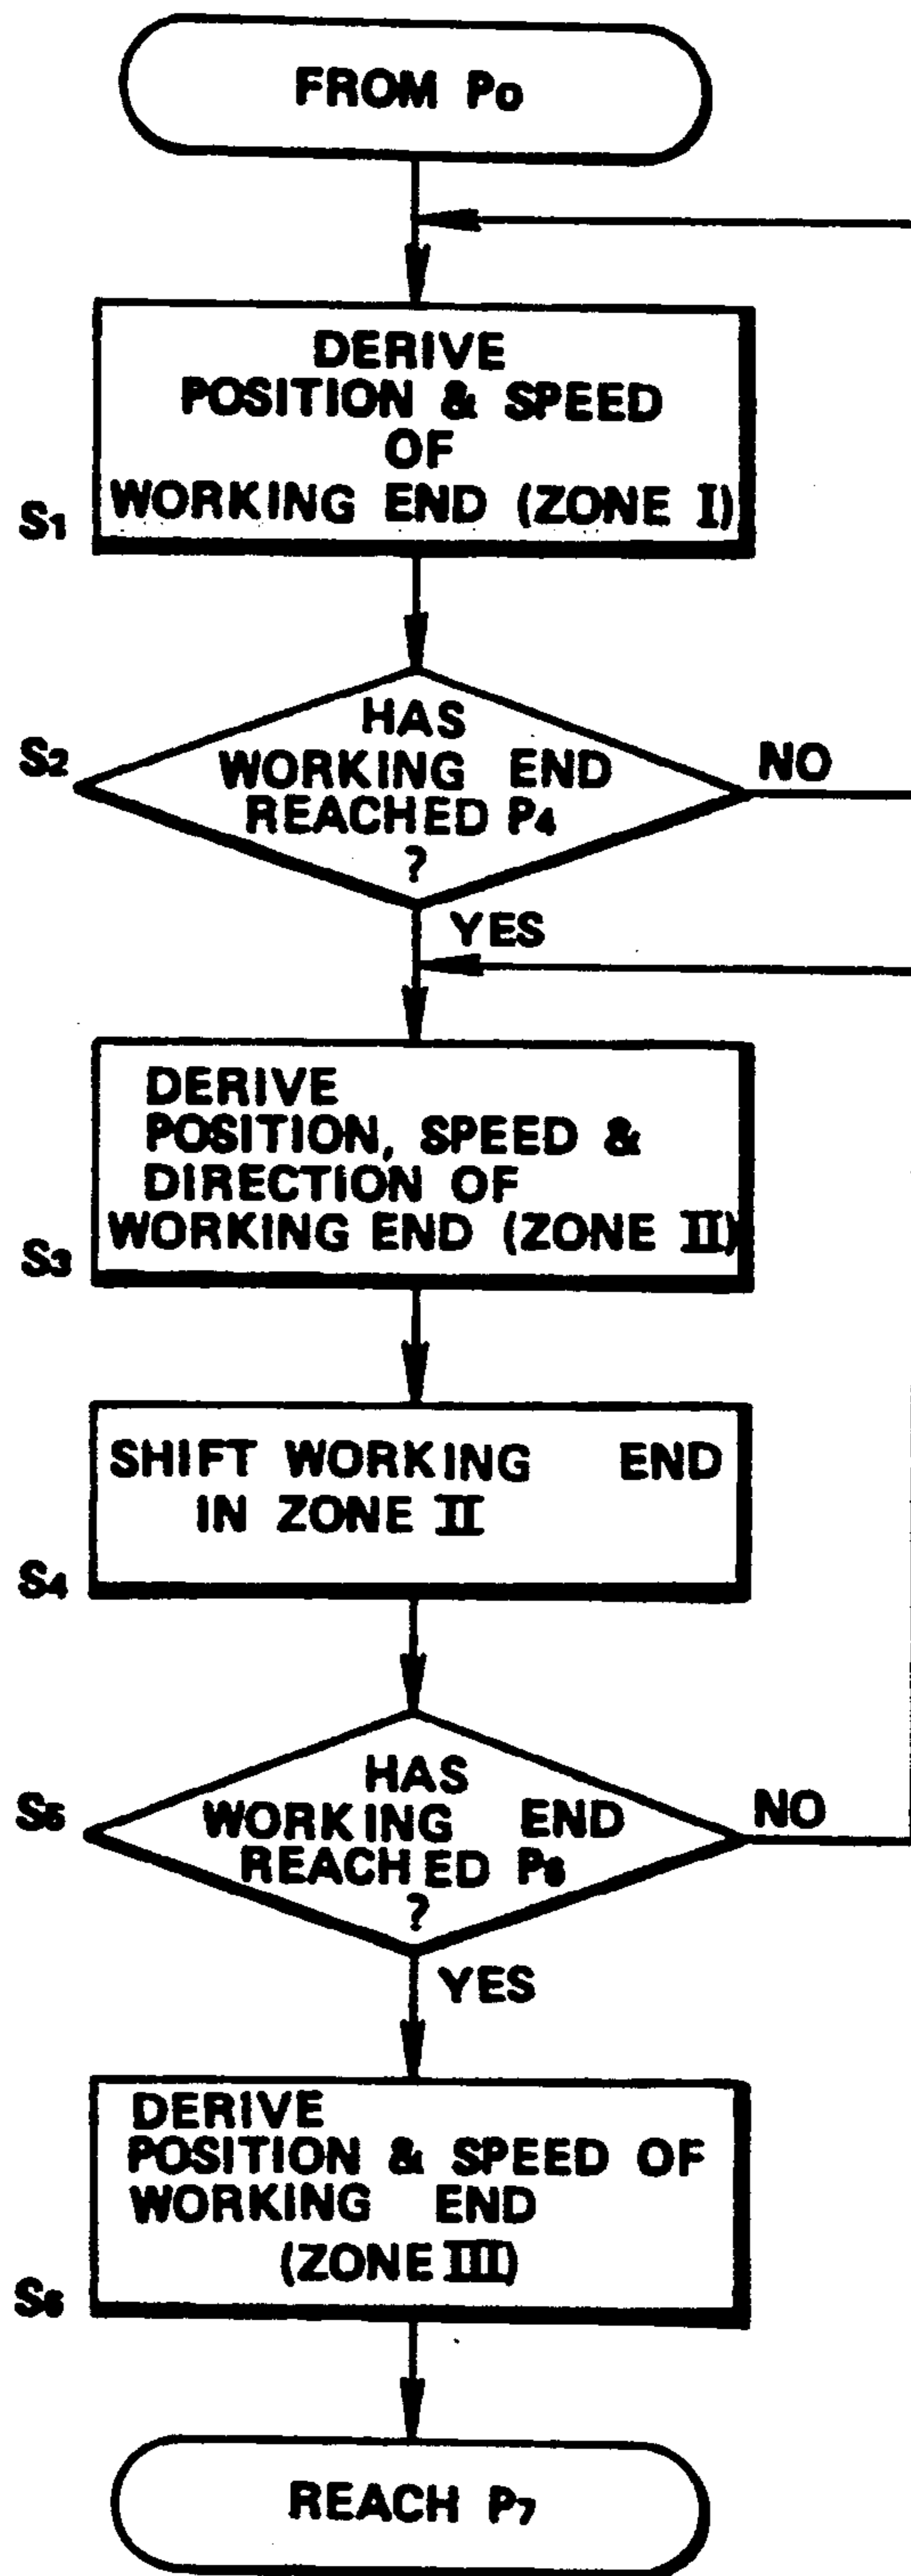 FROM P₀
DERIVE
POSITION & SPEED
OF
WORKING END (ZONE I)
S₁
HAS
WORKING END
REACHED P₄
?
S₂
NO
YES
DERIVE
POSITION, SPEED &
DIRECTION OF
WORKING END (ZONE II)
S₃
SHIFT WORKING END
IN ZONE II
S₄
HAS
WORKING END
REACHED
?
S₅
NO
YES
DERIVE
POSITION & SPEED OF
WORKING END
(ZONE III)
S₆
REACH P₇